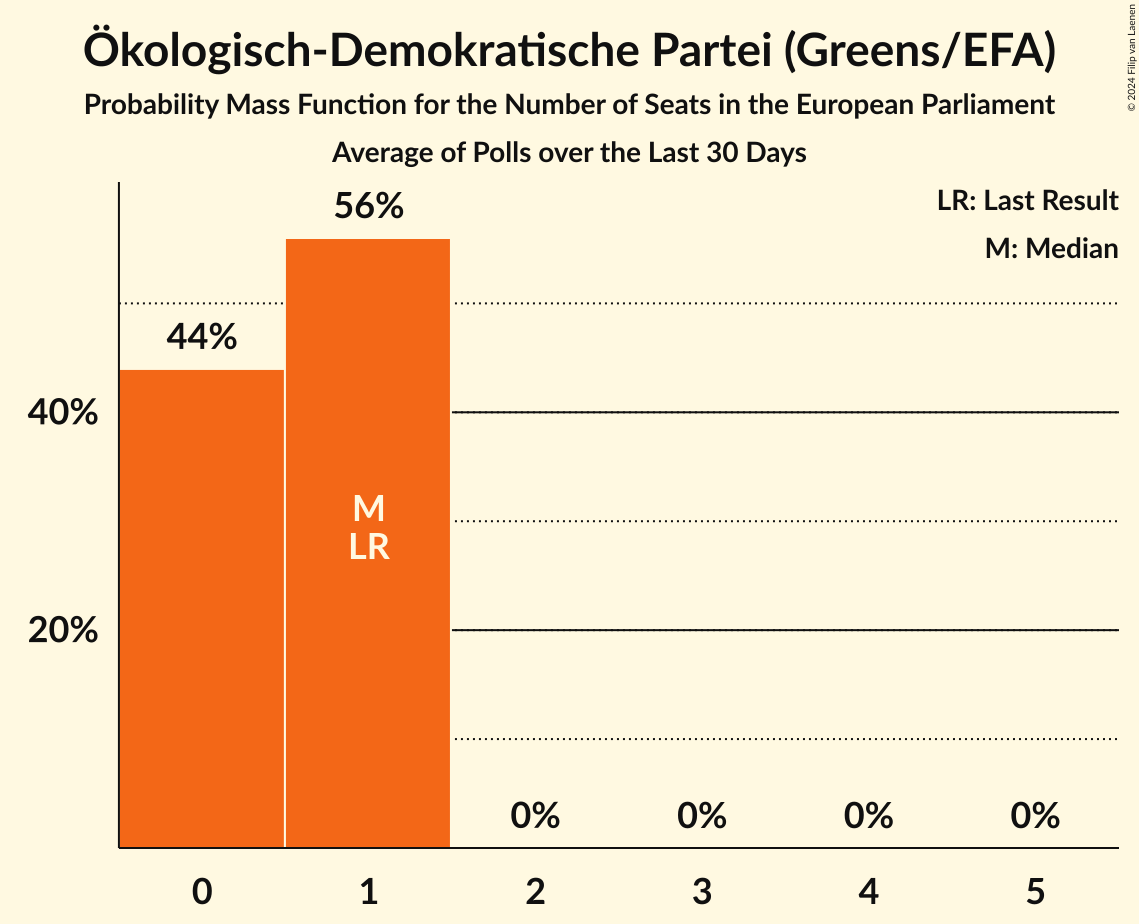 Ökologisch-Demokratische Partei (Greens/EFA)
Probability Mass Function for the Number of Seats in the European Parliament
Average of Polls over the Last 30 Days
© 2024 Filip van Laenen
LR: Last Result
M: Median
56%
44%
40%
M
LR
20%
0% 0% 0% 0%
0 1 2 3 4 5